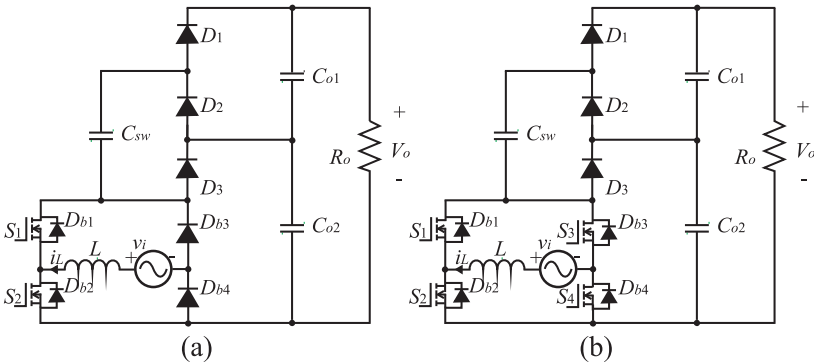 D1
Co1
D2
Csw
+
Ro
Vo
-
D3
Db1
S1
Db3
Co2
iL
L
+
vi
-
S2
Db2
Db4
(a)
D1
Co1
D2
Csw
+
Ro
Vo
-
D3
Db1
S1
S3
Db3
Co2
iL
L
+
vi
-
S2
Db2
S4
Db4
(b)